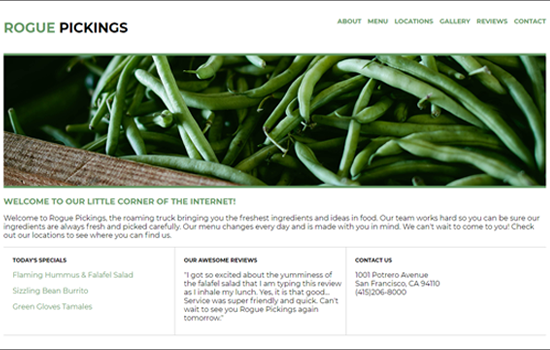 ROGUE PICKINGS
ABOUT MENU LOCATIONS GALLERY REVIEWS CONTACT
WELCOME TO OUR LITTLE CORNER OF THE INTERNET!
Welcome to Rogue Pickings, the roaming truck bringing you the freshest ingredients and ideas in food. Our team works hard so you can be sure our
ingredients are always fresh and picked carefully. Our menu changes every day and is made with you in mind. We can't wait to come to you! Check
out our locations to see where you can find us.
TODAY'S SPECIALS
Flaming Hummus & Falafel Salad
Sizzling Bean Burrito
Green Gloves Tamales
OUR AWESOME REVIEWS
"I got so excited about the yumminess of
the falafel salad that I am typing this review
as I inhale my lunch. Yes, it is that good...
Service was super friendly and quick. Can't
wait to see you Rogue Pickings again
tomorrow."
CONTACT US
1001 Potrero Avenue
San Francisco, CA 94110
(415)206-8000